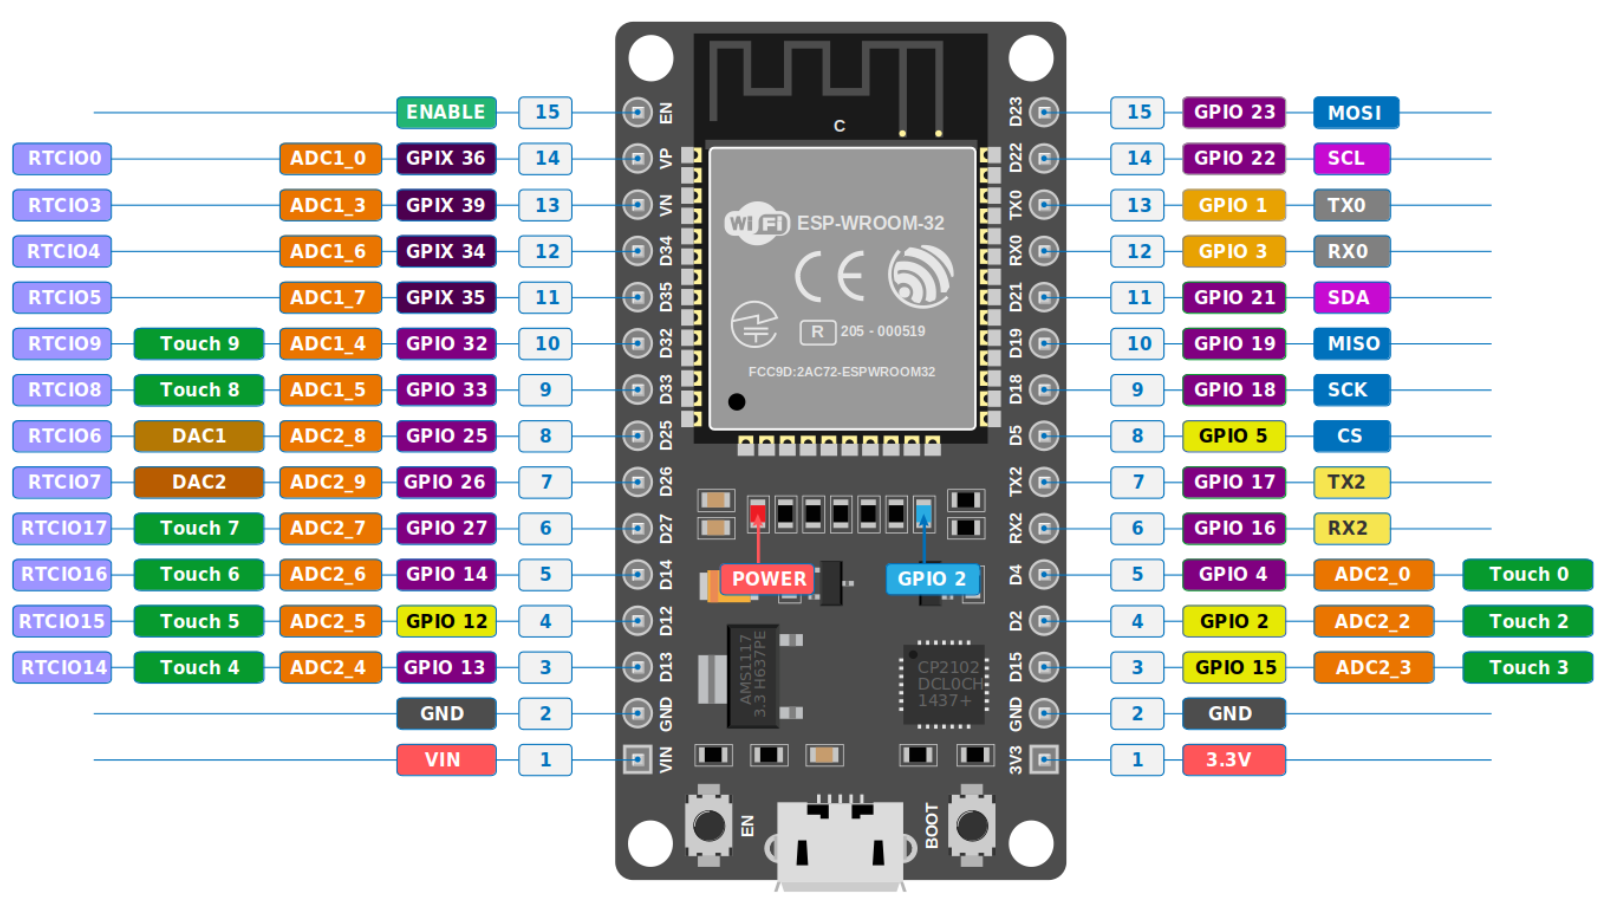 ENABLE 15 EN D23 15 GPIO 23 MOSI
C
RTCIO0 ADC1_0 GPIX 36 14 VP D22 14 GPIO 22 SCL
RTCIO3 ADC1_3 GPIX 39 13 VN TX0 13 GPIO 1 TX0
WiFi ESP-WROOM-32
RTCIO4 ADC1_6 GPIX 34 12 D34 RX0 12 GPIO 3 RX0
CE
RTCIO5 ADC1_7 GPIX 35 11 D35 D21 11 GPIO 21 SDA
R 205 - 000519
RTCIO9 Touch 9 ADC1_4 GPIO 32 10 D32 D19 10 GPIO 19 MISO
FCC9D:2AC72-ESPWROOM32
RTCIO8 Touch 8 ADC1_5 GPIO 33 9 D33 D18 9 GPIO 18 SCK
RTCIO6 DAC1 ADC2_8 GPIO 25 8 D25 D5 8 GPIO 5 CS
RTCIO7 DAC2 ADC2_9 GPIO 26 7 D26 TX2 7 GPIO 17 TX2
RTCIO17 Touch 7 ADC2_7 GPIO 27 6 D27 RX2 6 GPIO 16 RX2
RTCIO16 Touch 6 ADC2_6 GPIO 14 5 D14 POWER GPIO 2 D4 5 GPIO 4 ADC2_0 Touch 0
RTCIO15 Touch 5 ADC2_5 GPIO 12 4 D12 D2 4 GPIO 2 ADC2_2 Touch 2
RTCIO14 Touch 4 ADC2_4 GPIO 13 3 D13 D15 3 GPIO 15 ADC2_3 Touch 3
AMS1117
3.3 H637PE
CP2102
DCL0CH
1437+
GND 2 GND GND 2 GND
VIN 1 VIN 3V3 1 3.3V
EN BOOT